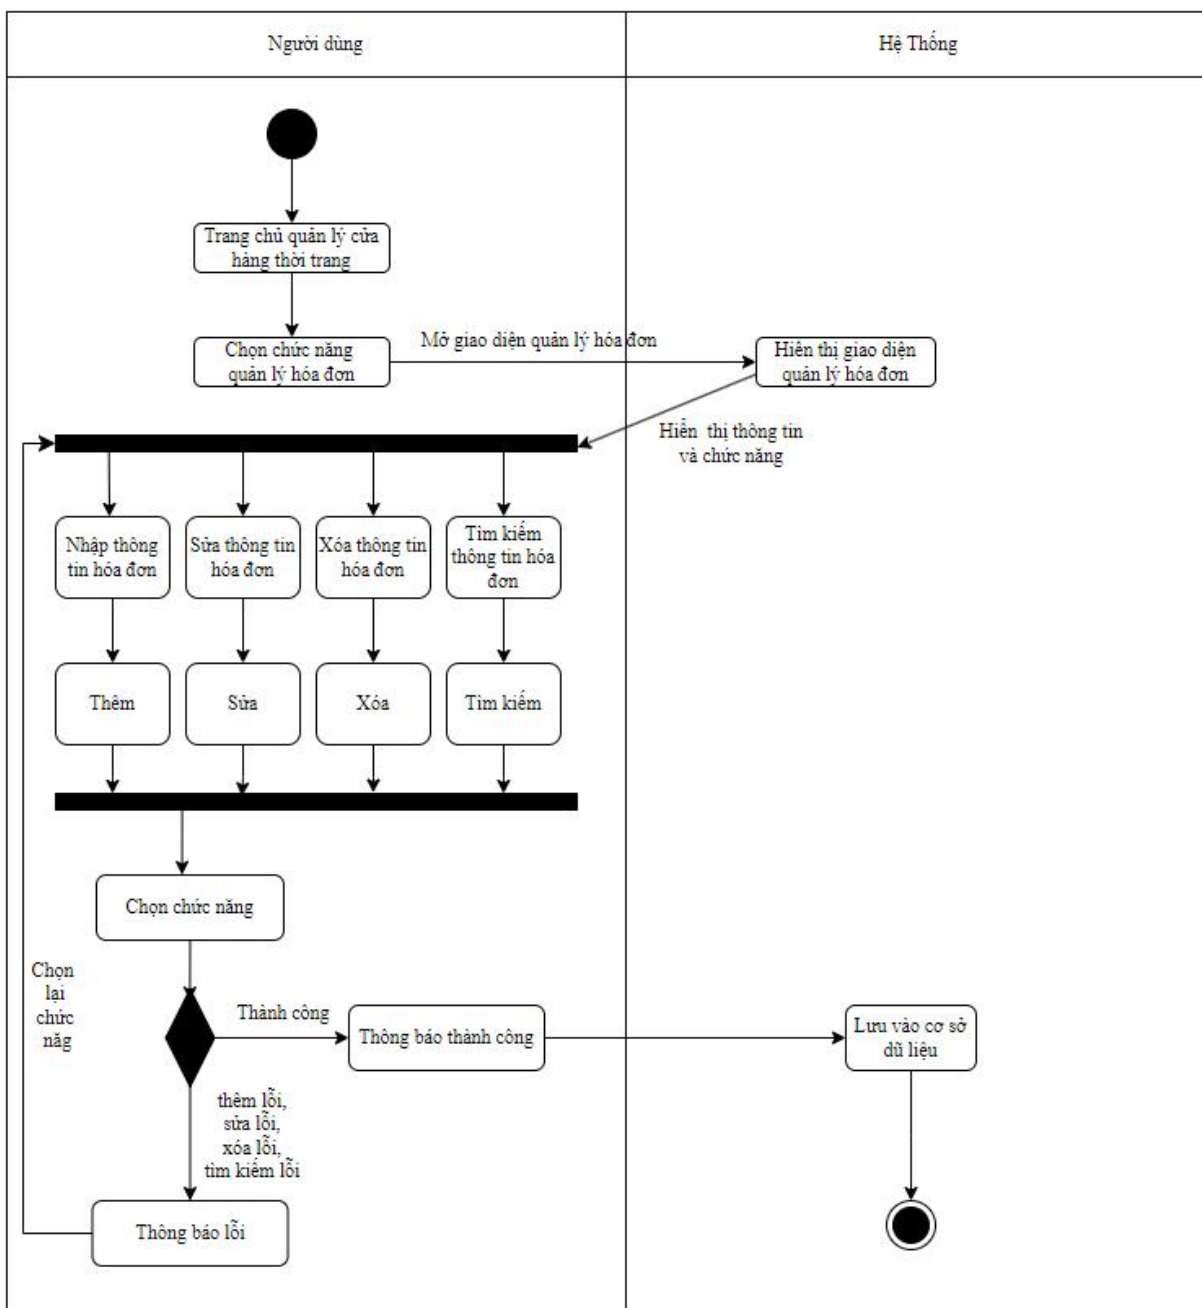 Người dùng
Hệ Thống
Trang chủ quản lý cửa
hàng thời trang
Chọn chức năng
quản lý hóa đơn
Mở giao diện quản lý hóa đơn
Hiên thị giao diện
quản lý hóa đơn
Hiển thị thông tin
và chức năng
Nhập thông
tin hóa đơn
Sửa thông tin
hóa đơn
Xóa thông tin
hóa đơn
Tìm kiếm
thông tin hóa
đơn
Thêm
Sửa
Xóa
Tìm kiếm
Chọn chức năng
Chọn
lại
chức
năg
Thành công
Thông báo thành công
Lưu vào cơ sở
dũ liệu
thêm lỗi,
sửa lỗi,
xóa lỗi,
tìm kiếm lỗi
Thông báo lỗi